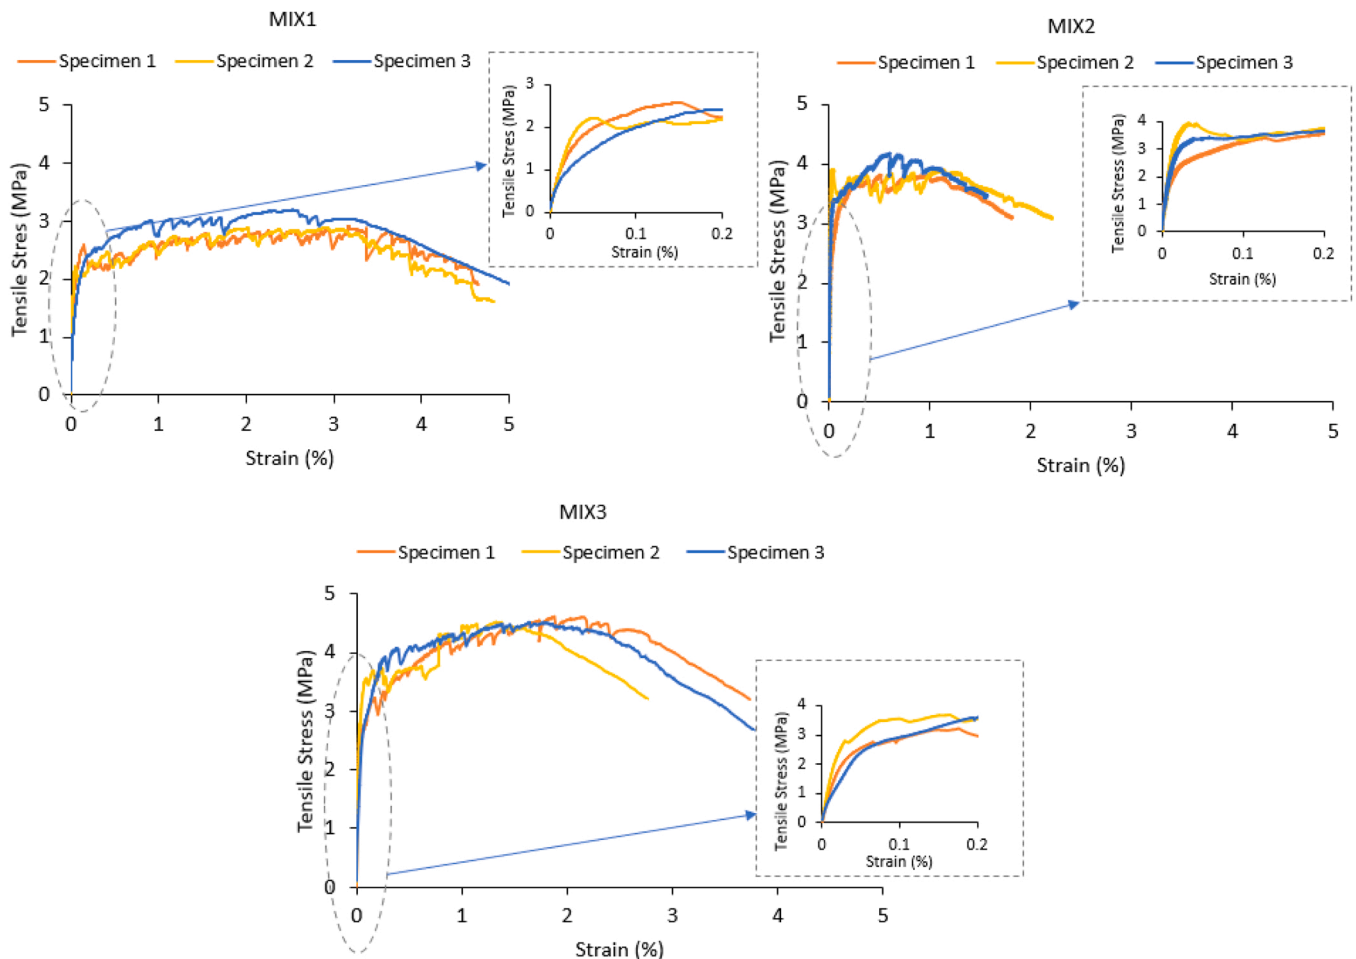 MIX1
Specimen 1 Specimen 2 Specimen 3
Tensile Stres (MPa)
5
4
3
2
1
0
0 1 2 3 4 5
Strain (%)
Tensile Stres (MPa)
3
2
1
0
0 0.1 0.2
Strain (%)
MIX2
Specimen 1 Specimen 2 Specimen 3
Tensile Stress (MPa)
5
4
3
2
1
0
0 1 2 3 4 5
Strain (%)
Tensile Stress (MPa)
4
3
2
1
0
0 0.1 0.2
Strain (%)
MIX3
Specimen 1 Specimen 2 Specimen 3
Tensile Stress (MPa)
5
4
3
2
1
0
0 1 2 3 4 5
Strain (%)
Tensile Stress (MPa)
4
3
2
1
0
0 0.1 0.2
Strain (%)